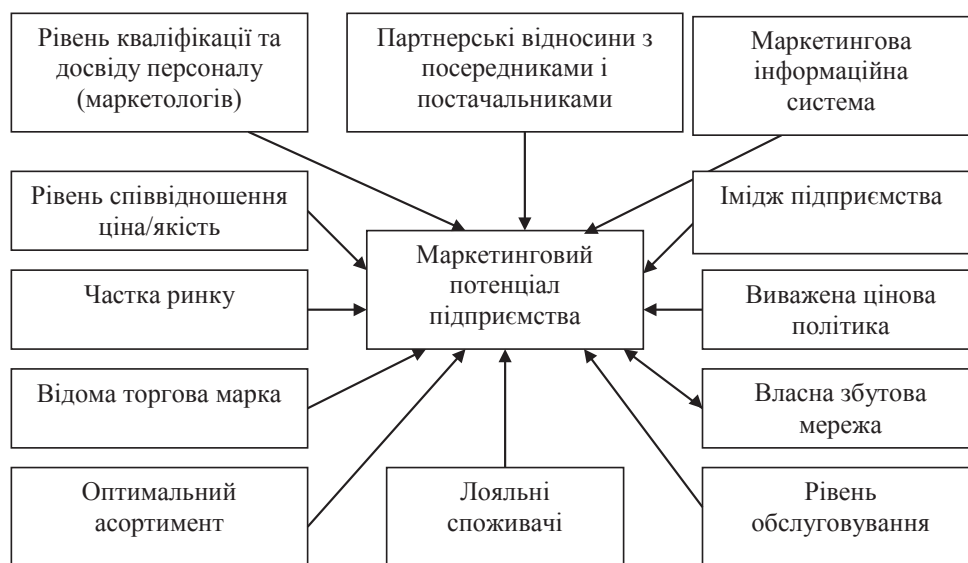 Рівень кваліфікації та
досвіду персоналу
(маркетологів)
Партнерські відносини з
посередниками і
постачальниками
Маркетингова
інформаційна
система
Рівень співвідношення
ціна/якість
Імідж підприємства
Маркетинговий
потенціал
підприємства
Частка ринку
Виважена цінова
політика
Відома торгова марка
Власна збутова
мережа
Оптимальний
асортимент
Лояльні
споживачі
Рівень
обслуговування